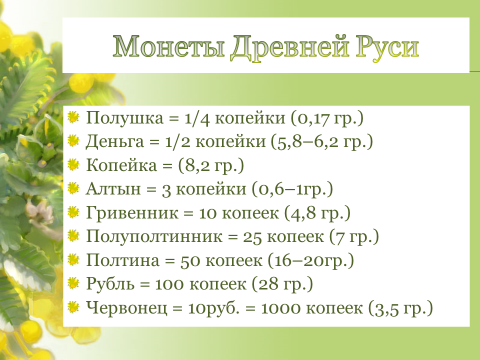 Монеты Древней Руси
Полушка = 1/4 копейки (0,17 гр.)
Деньга = 1/2 копейки (5,8–6,2 гр.)
Копейка = (8,2 гр.)
Алтын = 3 копейки (0,6–1гр.)
Гривенник = 10 копеек (4,8 гр.)
Полуполтинник = 25 копеек (7 гр.)
Полтина = 50 копеек (16–20гр.)
Рубль = 100 копеек (28 гр.)
Червонец = 10руб. = 1000 копеек (3,5 гр.)